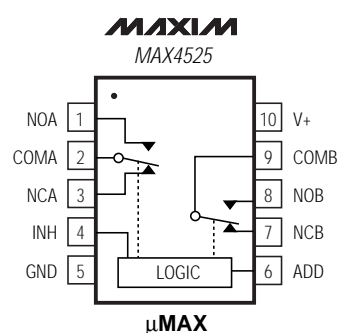 MAXIM
MAX4525
NOA 1
COMA 2
NCA 3
INH 4
GND 5
10 V+
9 COMB
8 NOB
7 NCB
6 ADD
LOGIC
µMAX